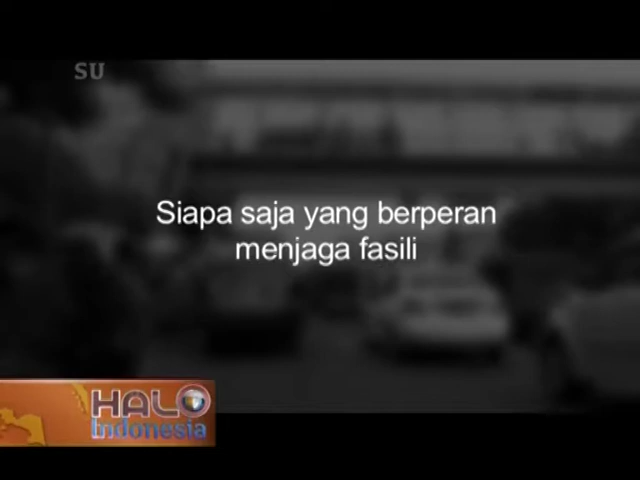 SU
Siapa saja yang berperan
menjaga fasili
HALO
Indonesia